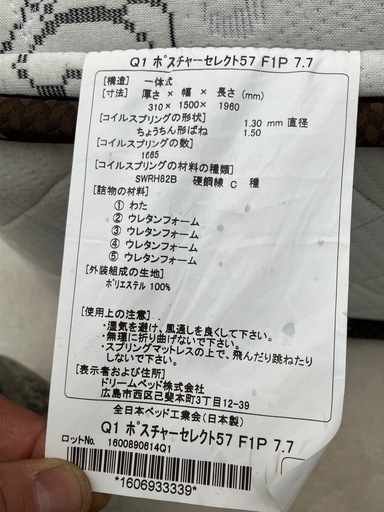 Q1 ポスチャーセレクト57 F1P 7.7
[構造] 一体式
[寸法] 厚さ × 幅 × 長さ (mm)
310× 1500× 1960
[コイルスプリングの形状] 1.30 mm 直径
ちょうちん形ばね 1.50
[コイルスプリングの数]
1685
[コイルスプリングの材料の種類]
SWRH82B 硬鋼線 C 種
[詰物の材料]
① わた
② ウレタンフォーム
③ ウレタンフォーム
④ ウレタンフォーム
⑤ ウレタンフォーム
[外装組成の生地]
ポリエステル 100%
[使用上の注意]
・湿気を避け、風通しを良くして下さい。
・無理に折り曲げないで下さい。
・スプリングマットレスの上で、飛んだり跳ねたり
しないで下さい。
[表示者および住所]
ドリームベッド株式会社
広島市西区己斐本町3丁目12-39
全日本ベッド工業会(日本製)
Q1 ポスチャーセレクト57 F1P 7.7
ロットNo. 1600890614Q1
*1606933339*